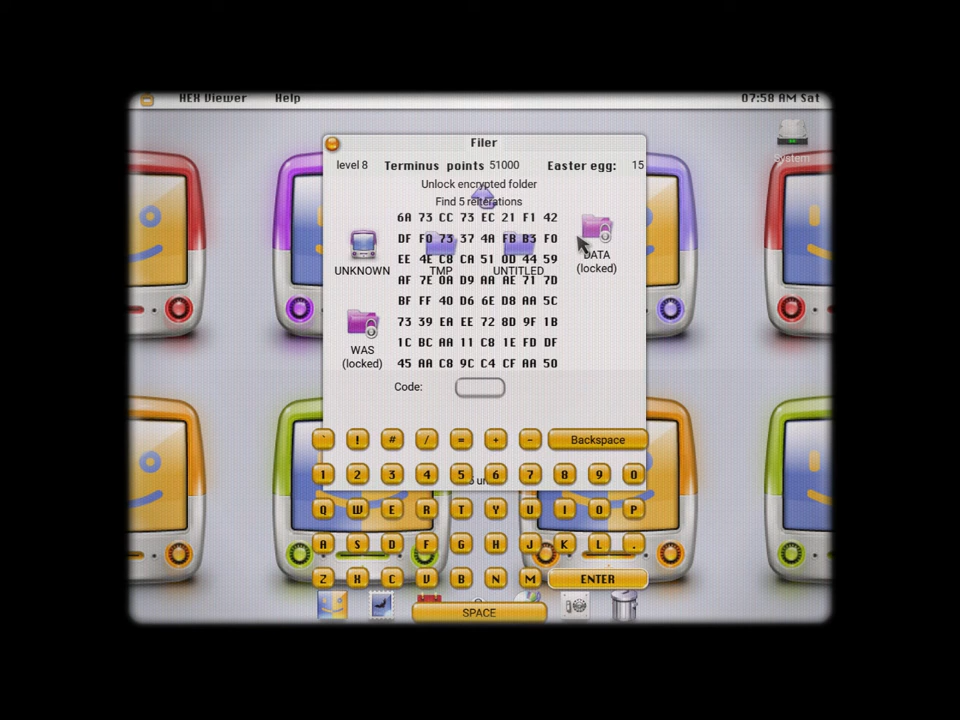 HEX Viewer Help 07:58 AM Sat
Filer
System
level 8 Terminus points 51000 Easter egg: 15
Unlock encrypted folder
Find 5 reiterations
6A 73 CC 73 EC 21 F1 42
DF F0 73 37 4A FB B3 F0
EE 4E C8 CA 51 0D 44 59
AF 7E 0A D9 AA AE 71 7D
BF FF 40 D6 6E D8 AA 5C
73 39 EA EE 72 8D 9F 1B
1C BC AA 11 C8 1E FD DF
45 AA C8 9C C4 CF AA 50
UNKNOWN TMP UNTITLED DATA
(locked)
WAS
(locked)
Code:
` ! # / = + - Backspace
1 2 3 4 5 6 7 8 9 0
Q W E R T Y U I O P
A S D F G H J K L .
Z X C V B N M ENTER
SPACE